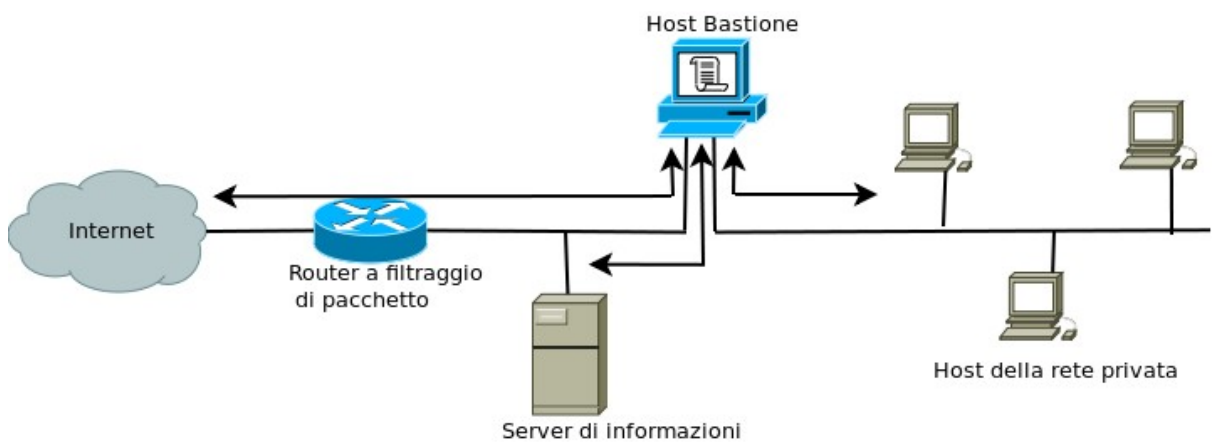 Host Bastione
Internet
Router a filtraggio
di pacchetto
Host della rete privata
Server di informazioni